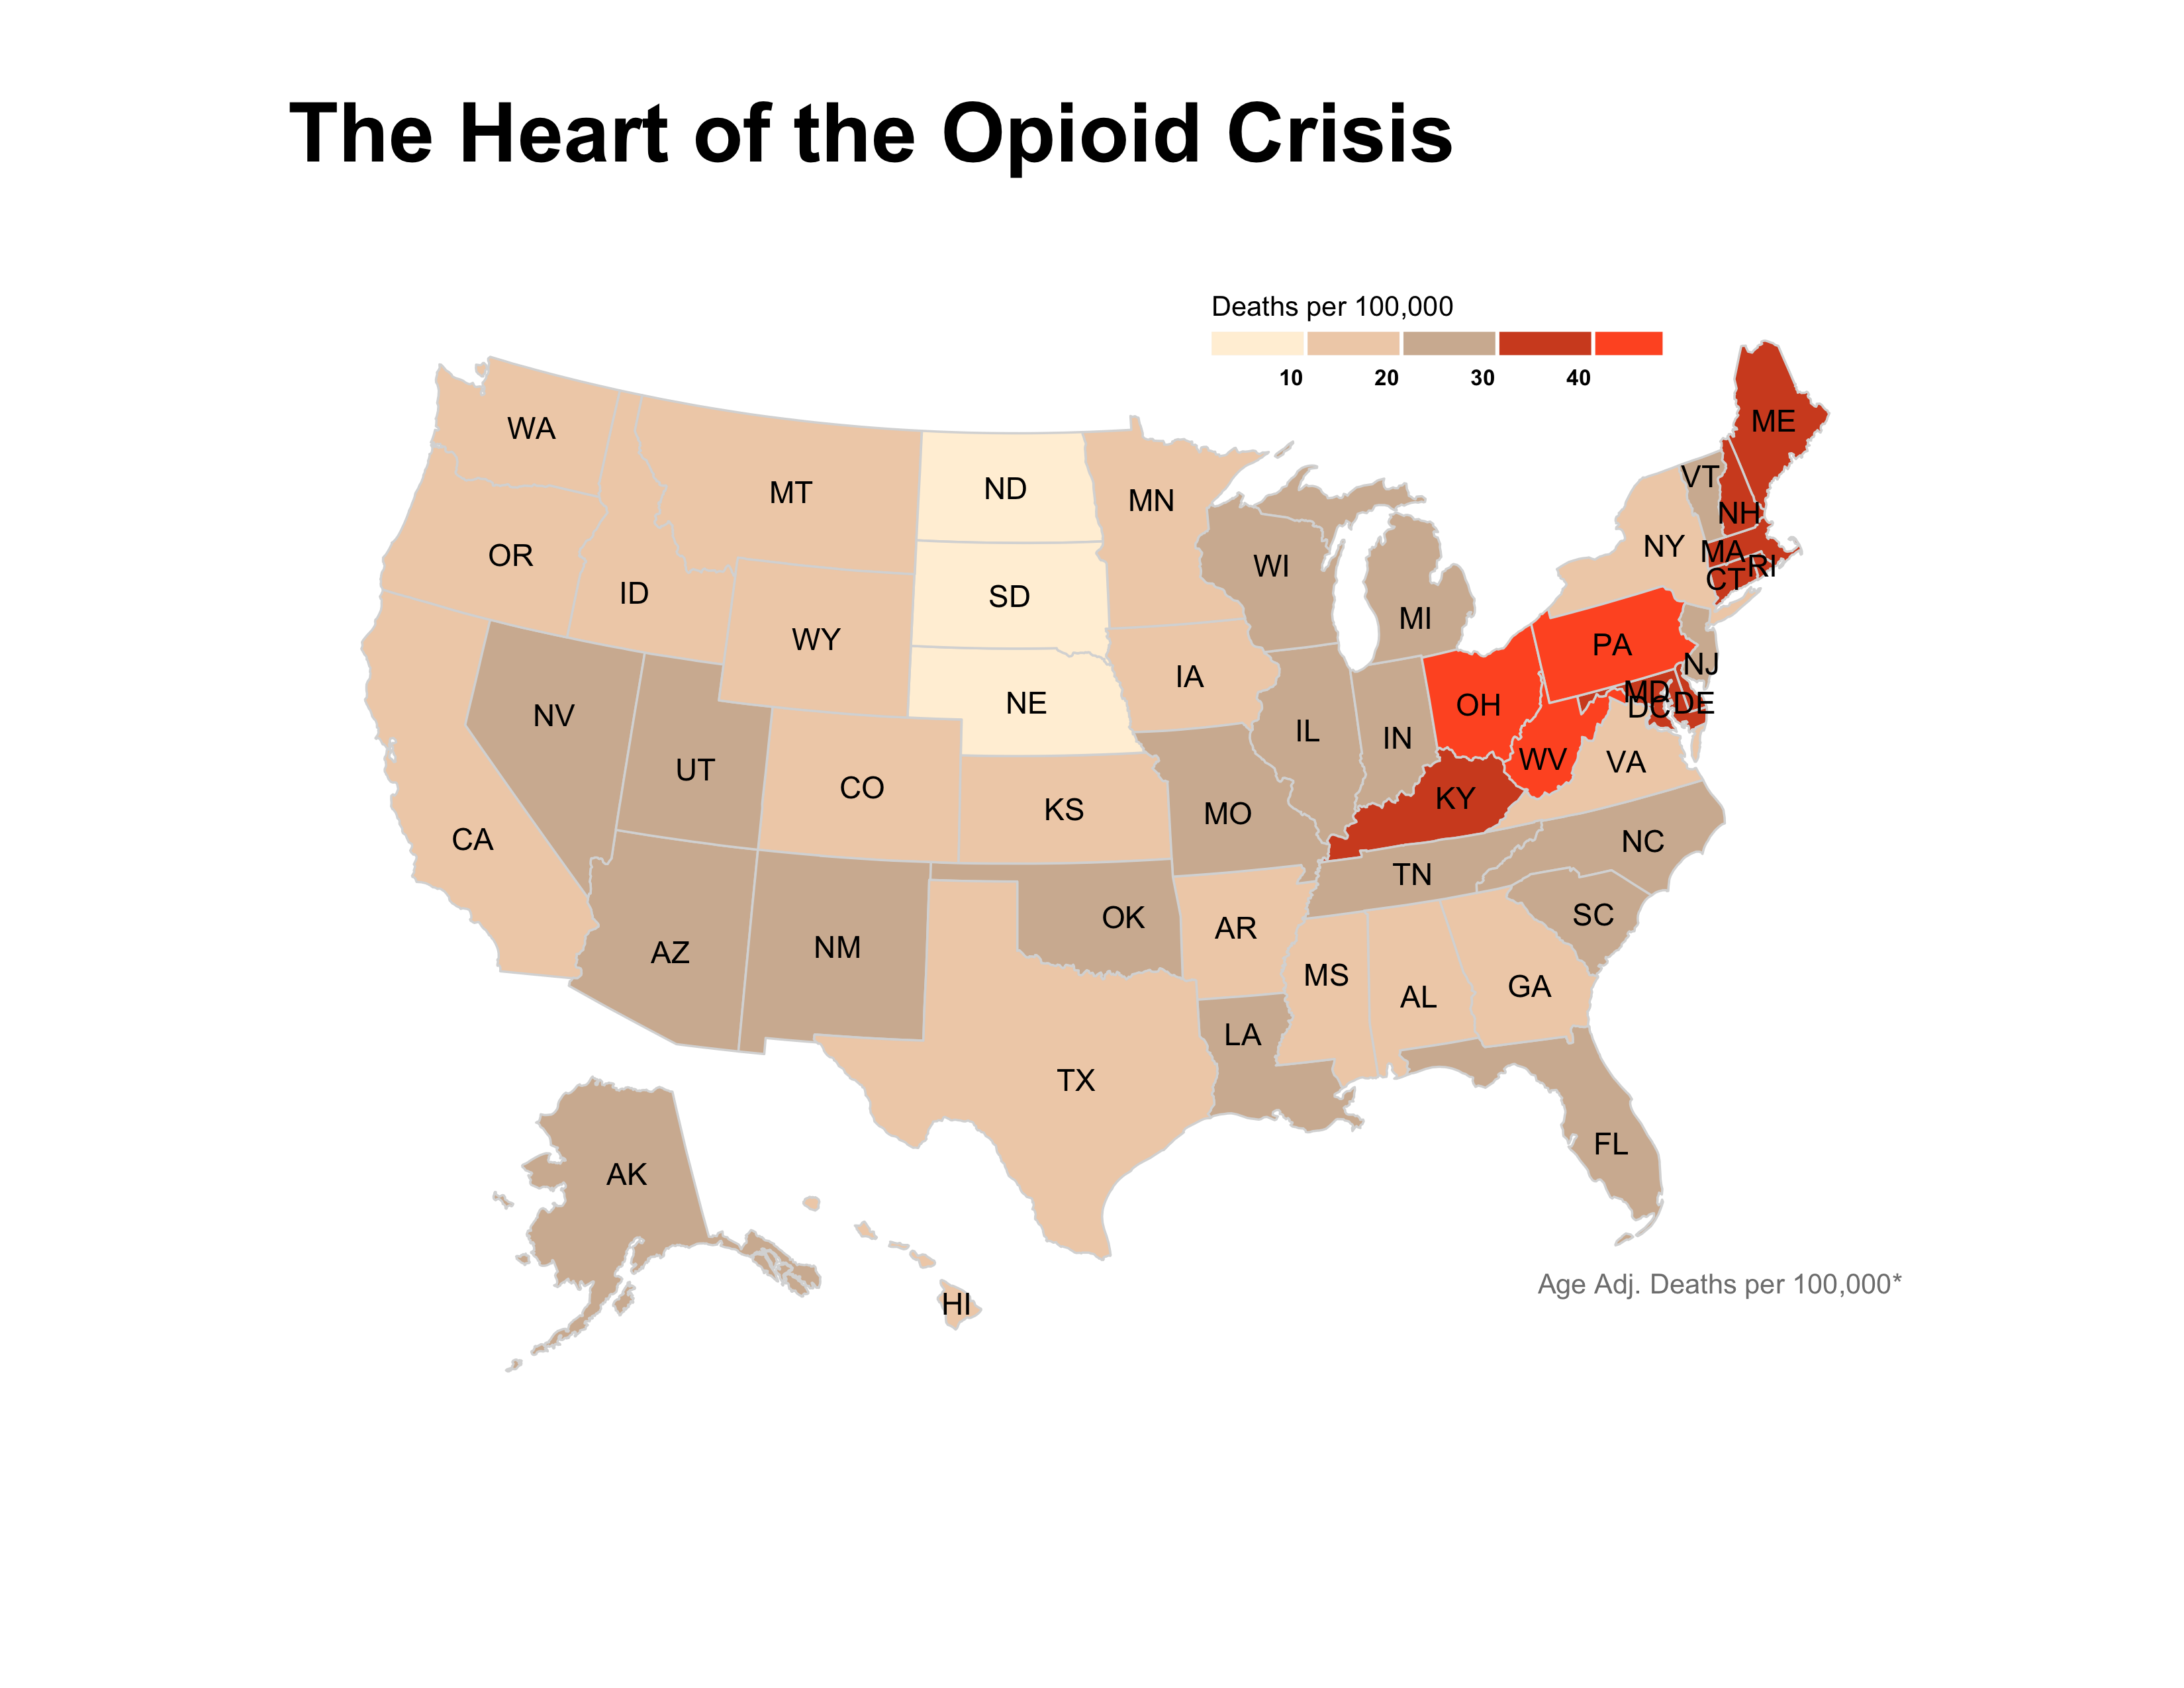 The Heart of the Opioid Crisis
Deaths per 100,000
10 20 30 40
ME
WA
VT
ND
MT
MN
NH
NY
MA
OR
WI
RI
CT
ID
SD
MI
WY
PA
NJ
IA
MD
NE
OH
DC
DE
NV
IL
IN
WV
VA
UT
CO
KY
KS
MO
CA
NC
TN
SC
OK
AR
NM
AZ
MS
GA
AL
LA
TX
FL
AK
Age Adj. Deaths per 100,000*
HI